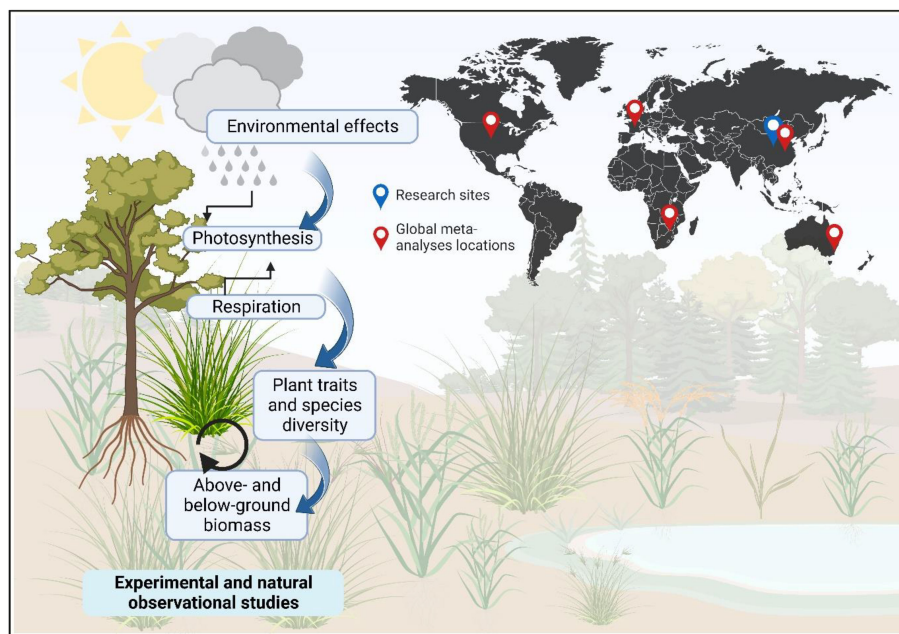 Environmental effects
Photosynthesis
Respiration
Plant traits
and species
diversity
Above- and
below-ground
biomass
Experimental and natural
observational studies
Research sites
Global meta-
analyses locations